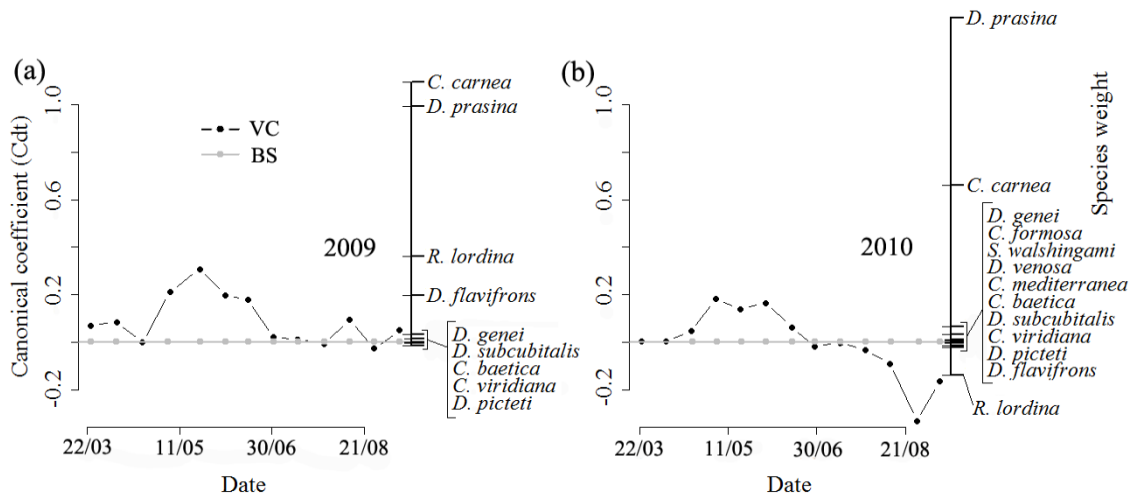 (a)
Canonical coefficient (Cdt)
1.0
0.6
0.2
-0.2
VC
BS
2009
C. carnea
D. prasina
R. lordina
D. flavifrons
D. genei
D. subcubitalis
C. baetica
C. viridiana
D. picteti
22/03
11/05
30/06
21/08
Date
(b)
1.0
0.6
0.2
-0.2
2010
Species weight
D. prasina
C. carnea
D. genei
C. formosa
S. walshingami
D. venosa
C. mediterranea
C. baetica
D. subcubitalis
C. viridiana
D. picteti
D. flavifrons
R. lordina
22/03
11/05
30/06
21/08
Date